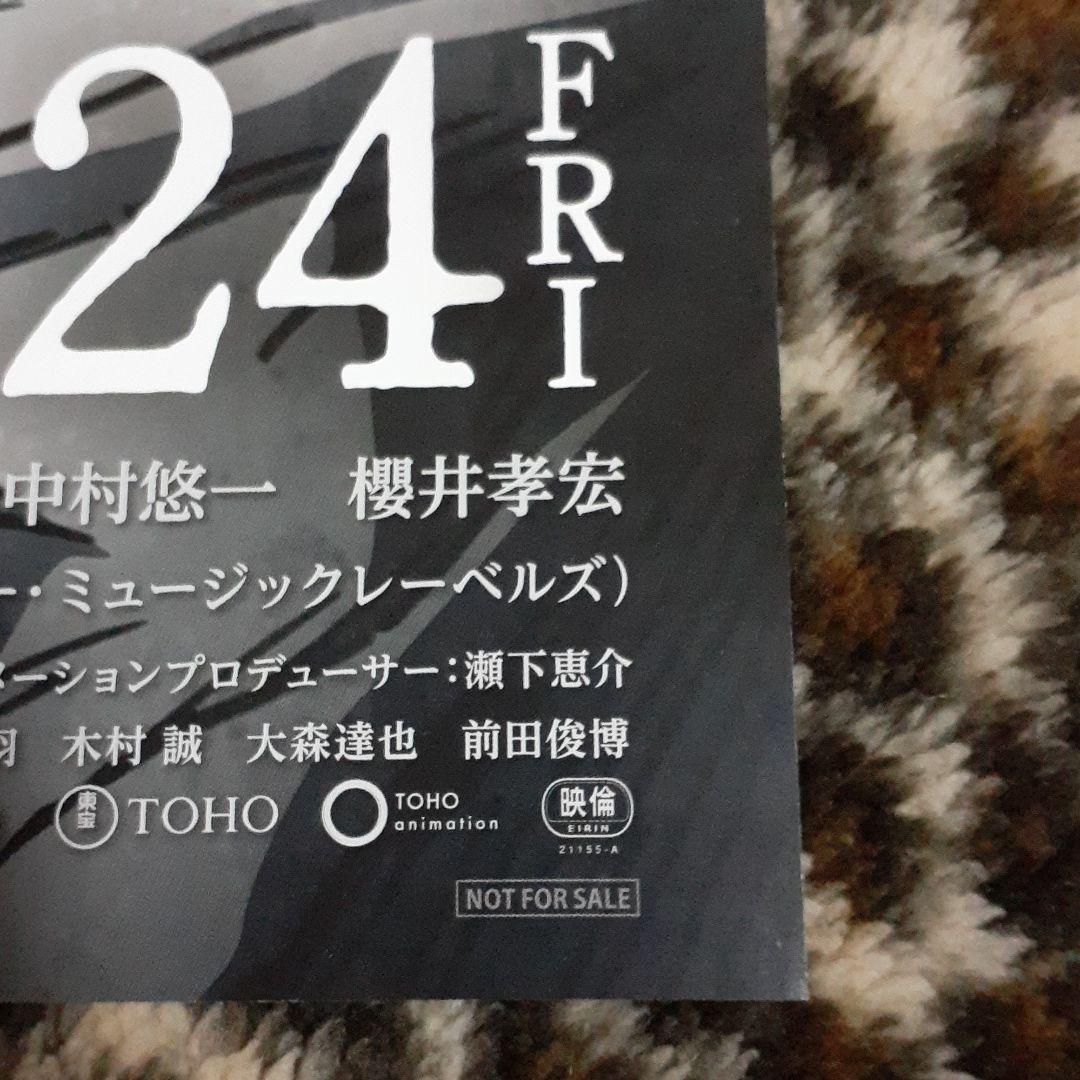 24 FRI
中村悠一 櫻井孝宏
ー・ミュージックレーベルズ）
メーションプロデューサー：瀬下恵介
羽 木村 誠 大森達也 前田俊博
東宝 TOHO TOHO animation 映倫 EIRIN 21155-A
NOT FOR SALE